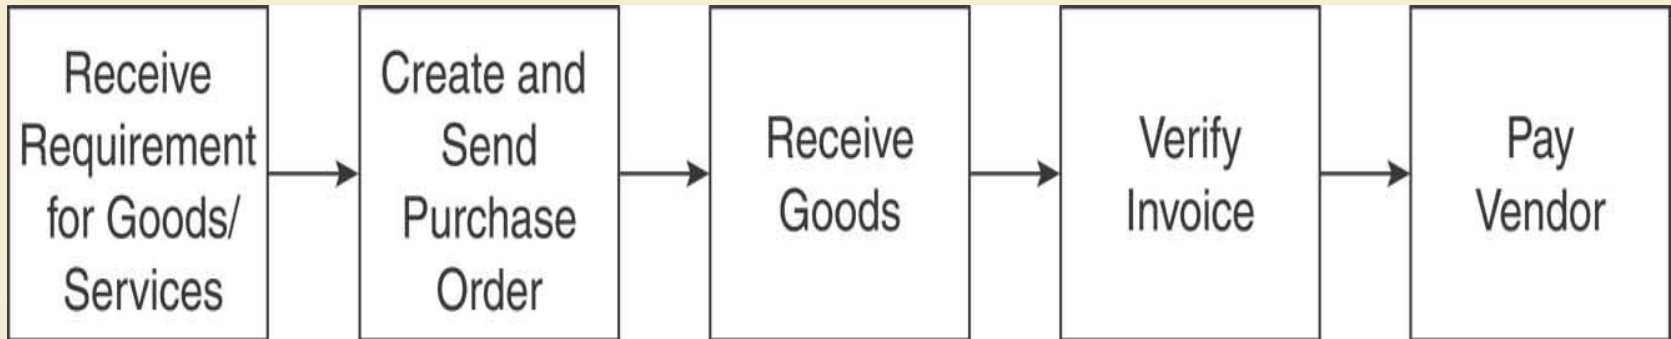 Receive
Requirement
for Goods/
Services
Create and
Send
Purchase
Order
Receive
Goods
Verify
Invoice
Pay
Vendor